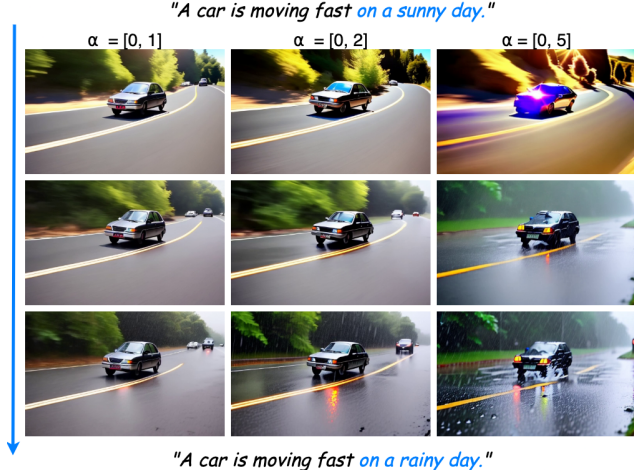 "A car is moving fast on a sunny day."
α = [0, 1] α = [0, 2] α = [0, 5]
"A car is moving fast on a rainy day."